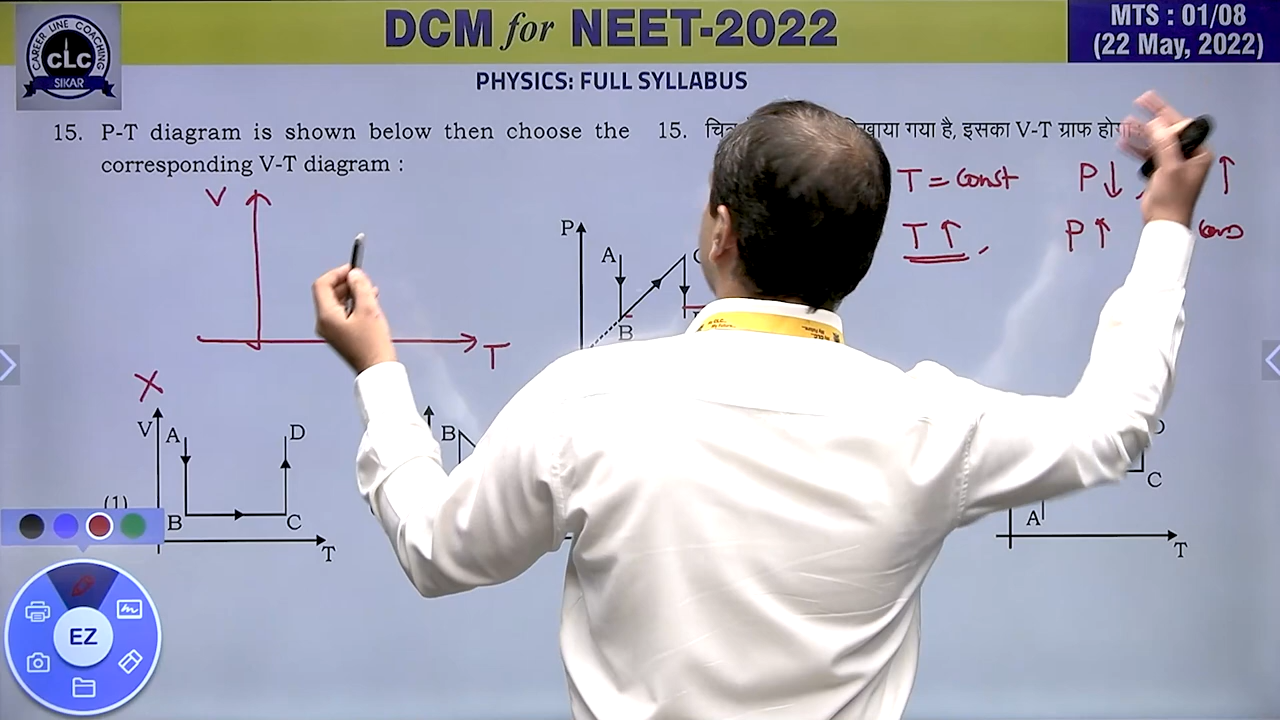 CAREER LINE COACHING
CLC
SIKAR
DCM for NEET-2022
MTS : 01/08
(22 May, 2022)
PHYSICS: FULL SYLLABUS
15. P-T diagram is shown below then choose the
corresponding V-T diagram :
15.
गया है, इसका V-T ग्राफ
T = Const P↓, ↑
T↑, P↑
V
T
P
A
B
X
V A D
(1)
B C
T
B
D
C
A
T
EZ